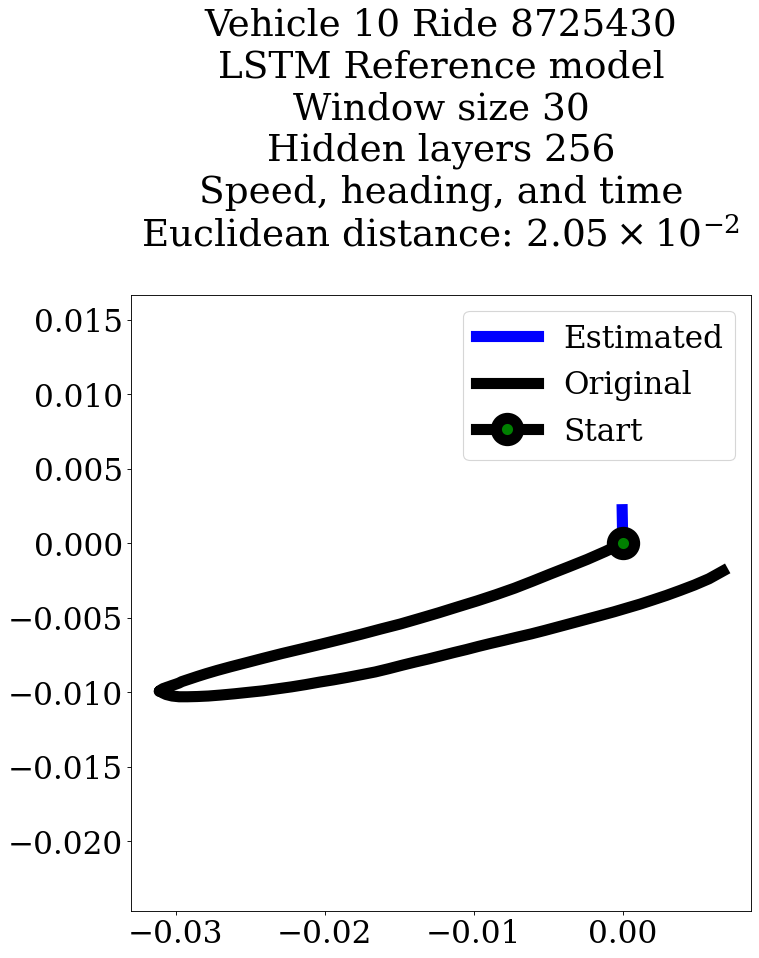 Vehicle 10 Ride 8725430
LSTM Reference model
Window size 30
Hidden layers 256
Speed, heading, and time
Euclidean distance: 2.05 × 10⁻²
Estimated
Original
Start
0.015
0.010
0.005
0.000
−0.005
−0.010
−0.015
−0.020
−0.03 −0.02 −0.01 0.00